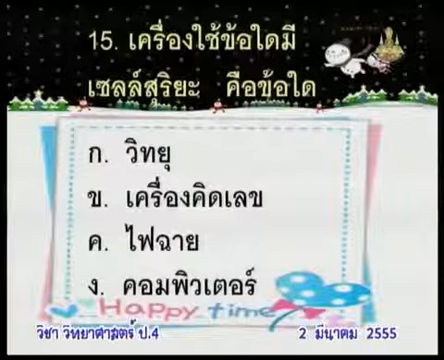 15. เครื่องใช้ข้อใดมี
เซลล์สุริยะ คือข้อใด
ก. วิทยุ
ข. เครื่องคิดเลข
ค. ไฟฉาย
ง. คอมพิวเตอร์
Happy time
วิชา วิทยาศาสตร์ ป.4
2 มีนาคม 2555